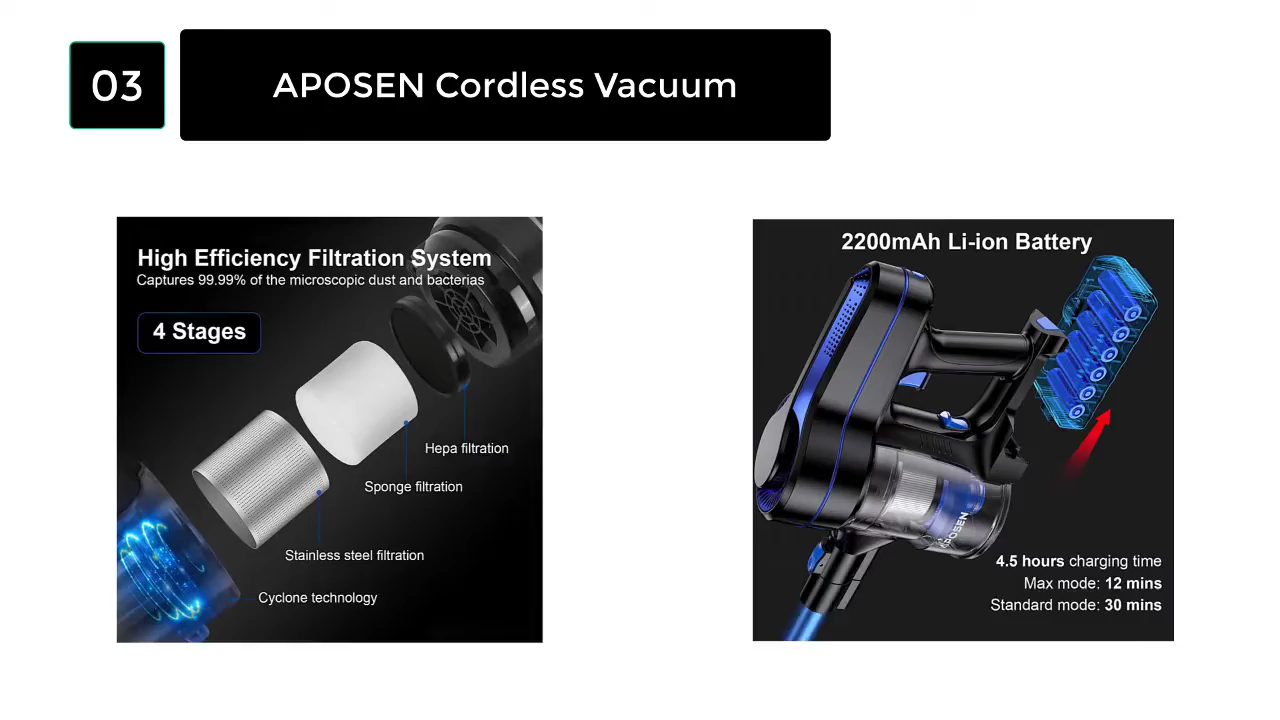 03
APOSEN Cordless Vacuum
High Efficiency Filtration System
Captures 99.99% of the microscopic dust and bacterias
4 Stages
Hepa filtration
Sponge filtration
Stainless steel filtration
Cyclone technology
2200mAh Li-ion Battery
APOSEN
4.5 hours charging time
Max mode: 12 mins
Standard mode: 30 mins